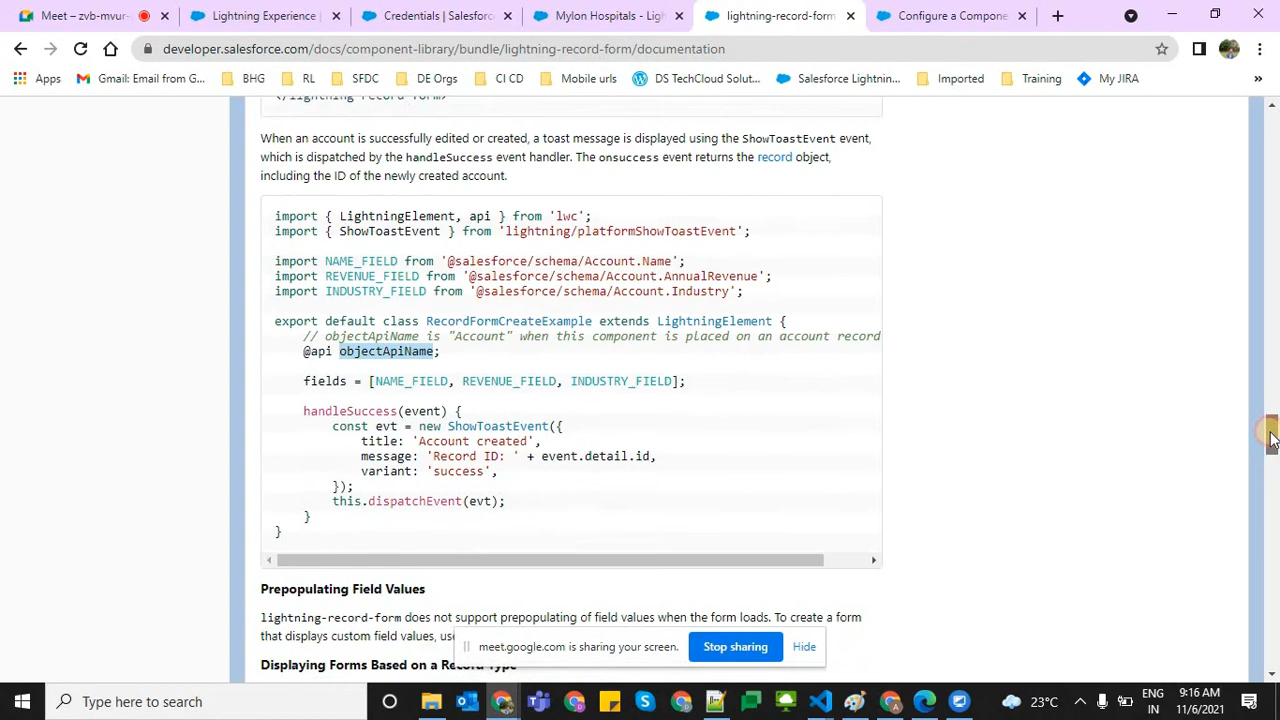 Meet – zvb-mvur-
Lightning Experience
Credentials | Salesforc
Mylon Hospitals - Ligh
lightning-record-form
Configure a Compone
developer.salesforce.com/docs/component-library/bundle/lightning-record-form/documentation
Apps
Gmail: Email from G...
BHG
RL
SFDC
DE Orgs
CI CD
Mobile urls
DS TechCloud Solut...
Salesforce Lightnin...
Imported
Training
My JIRA
»
</lightning-record-form>
When an account is successfully edited or created, a toast message is displayed using the ShowToastEvent event,
which is dispatched by the handleSuccess event handler. The onsuccess event returns the record object,
including the ID of the newly created account.
import { LightningElement, api } from 'lwc';
import { ShowToastEvent } from 'lightning/platformShowToastEvent';
import NAME_FIELD from '@salesforce/schema/Account.Name';
import REVENUE_FIELD from '@salesforce/schema/Account.AnnualRevenue';
import INDUSTRY_FIELD from '@salesforce/schema/Account.Industry';
export default class RecordFormCreateExample extends LightningElement {
// objectApiName is "Account" when this component is placed on an account record
@api objectApiName;
fields = [NAME_FIELD, REVENUE_FIELD, INDUSTRY_FIELD];
handleSuccess(event) {
const evt = new ShowToastEvent({
title: 'Account created',
message: 'Record ID: ' + event.detail.id,
variant: 'success',
});
this.dispatchEvent(evt);
}
}
Prepopulating Field Values
lightning-record-form does not support prepopulating of field values when the form loads. To create a form
that displays custom field values, use
meet.google.com is sharing your screen.
Stop sharing
Hide
Displaying Forms Based on a Record Type
Type here to search
23°C
ENG
IN
9:16 AM
11/6/2021